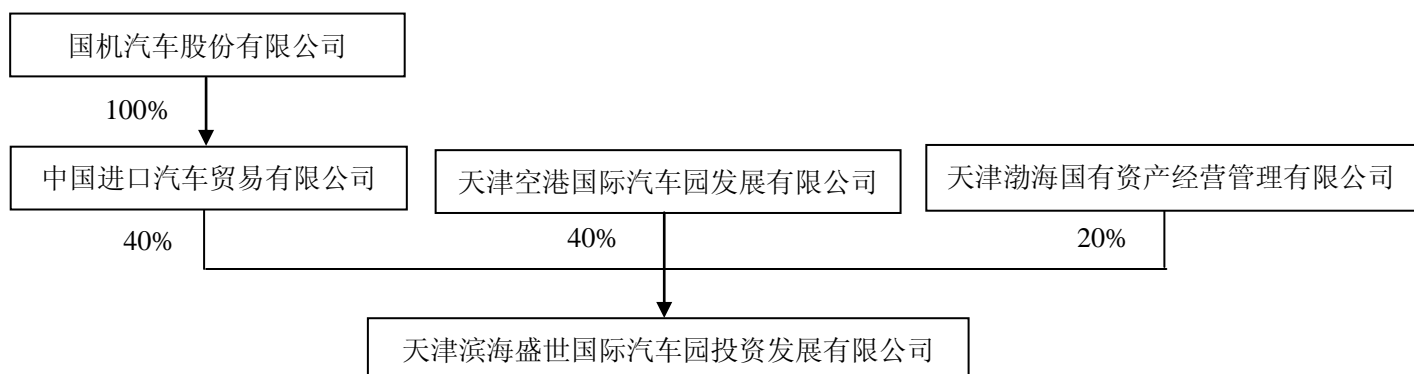 国机汽车股份有限公司
100%
中国进口汽车贸易有限公司
天津空港国际汽车园发展有限公司
天津渤海国有资产经营管理有限公司
40%
40%
20%
天津滨海盛世国际汽车园投资发展有限公司